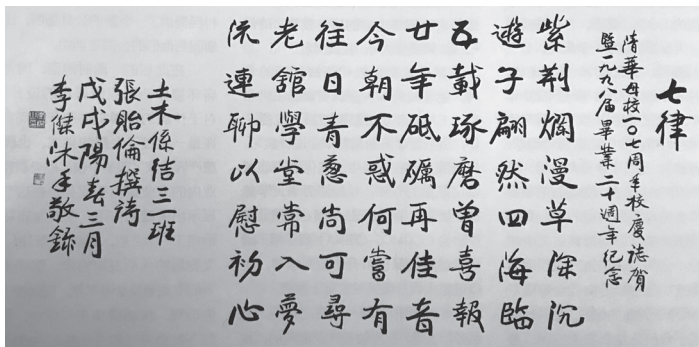 七律
清華母校一〇七周年校慶誌賀
暨一九九八届畢業二十週年紀念
紫荆爛漫草深沉
遊子翩然四海臨
五載琢磨曾喜報
廿年砥礪再佳音
今朝不惑何嘗有
往日青蔥尚可尋
老館學堂常入夢
流連聊以慰初心
土木係结三一班
張貽倫撰詩
戊戌陽春三月
李傑沐手敬錄